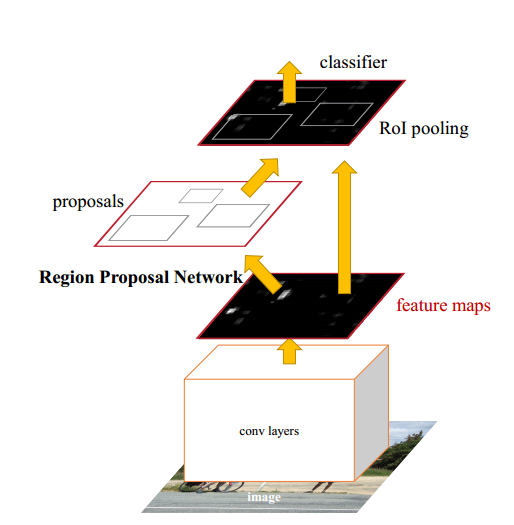 classifier
RoI pooling
proposals
Region Proposal Network
feature maps
conv layers
image